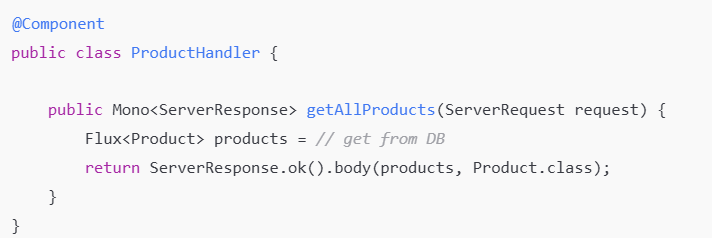 @Component
public class ProductHandler {
    public Mono<ServerResponse> getAllProducts(ServerRequest request) {
        Flux<Product> products = // get from DB
        return ServerResponse.ok().body(products, Product.class);
    }
}